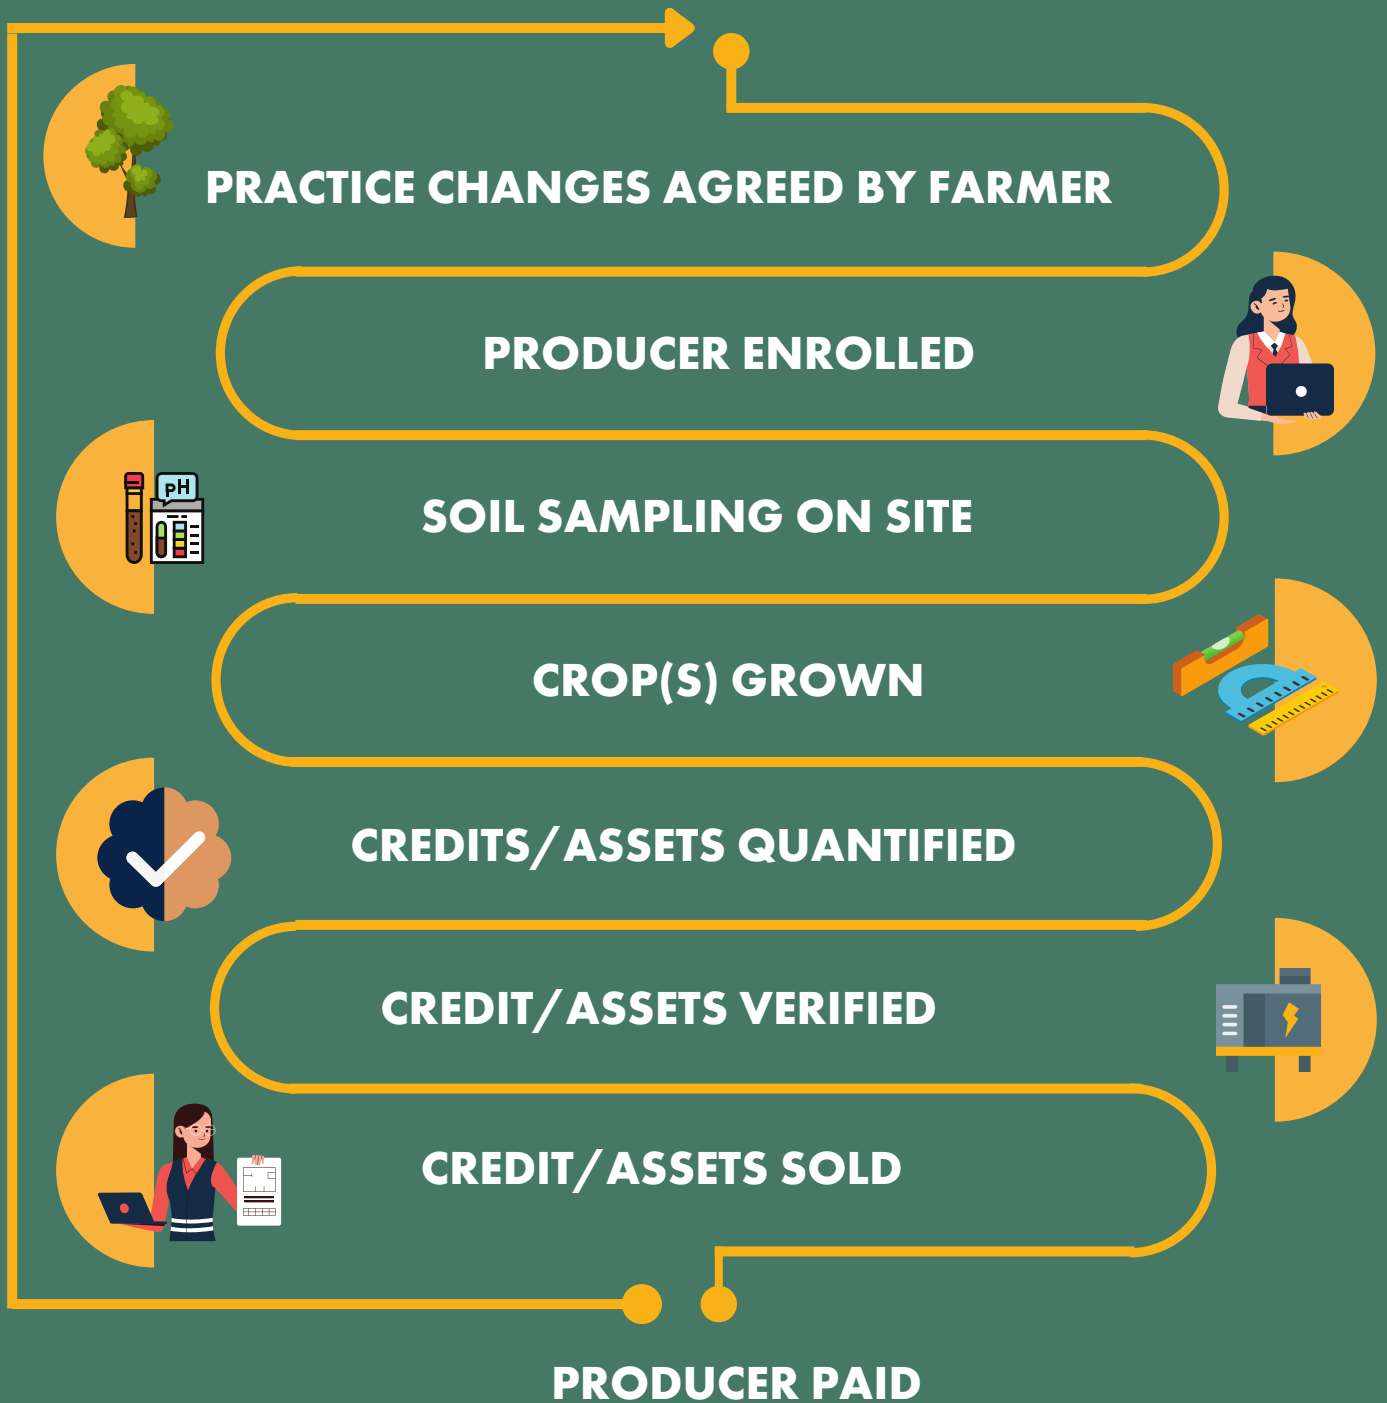 PRACTICE CHANGES AGREED BY FARMER
PRODUCER ENROLLED
pH
SOIL SAMPLING ON SITE
CROP(S) GROWN
CREDITS/ASSETS QUANTIFIED
CREDIT/ASSETS VERIFIED
CREDIT/ASSETS SOLD
PRODUCER PAID